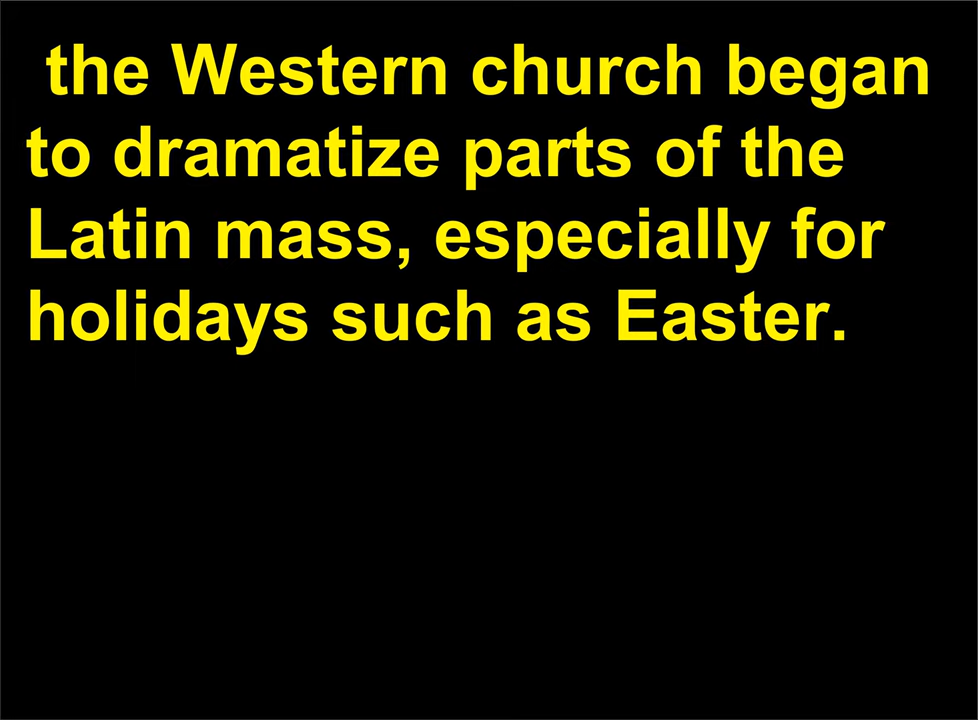 the Western church began
to dramatize parts of the
Latin mass, especially for
holidays such as Easter.